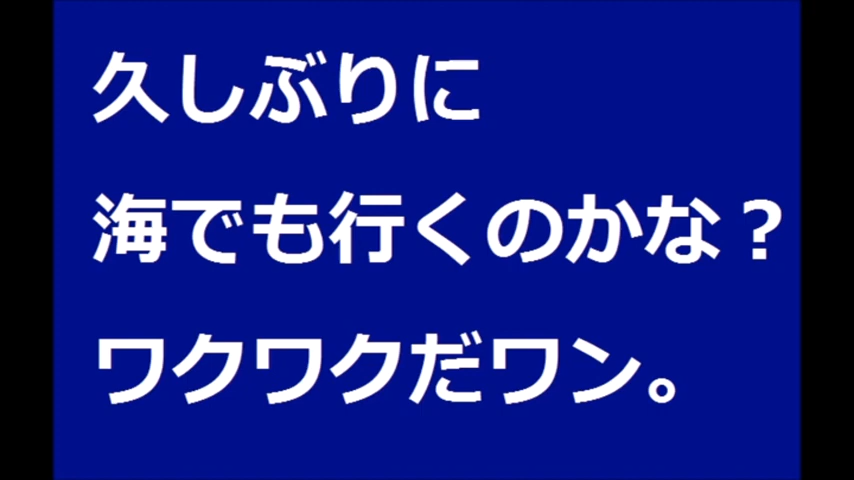 久しぶりに
海でも行くのかな？
ワクワクだワン。